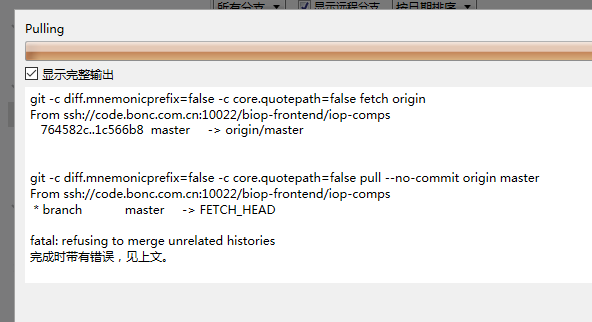 所有分支 显示远程分支 按日期排序
Pulling
显示完整输出
git -c diff.mnemonicprefix=false -c core.quotepath=false fetch origin
From ssh://code.bonc.com.cn:10022/biop-frontend/iop-comps
764582c..1c566b8 master -> origin/master
git -c diff.mnemonicprefix=false -c core.quotepath=false pull --no-commit origin master
From ssh://code.bonc.com.cn:10022/biop-frontend/iop-comps
* branch master -> FETCH_HEAD
fatal: refusing to merge unrelated histories
完成时带有错误，见上文。